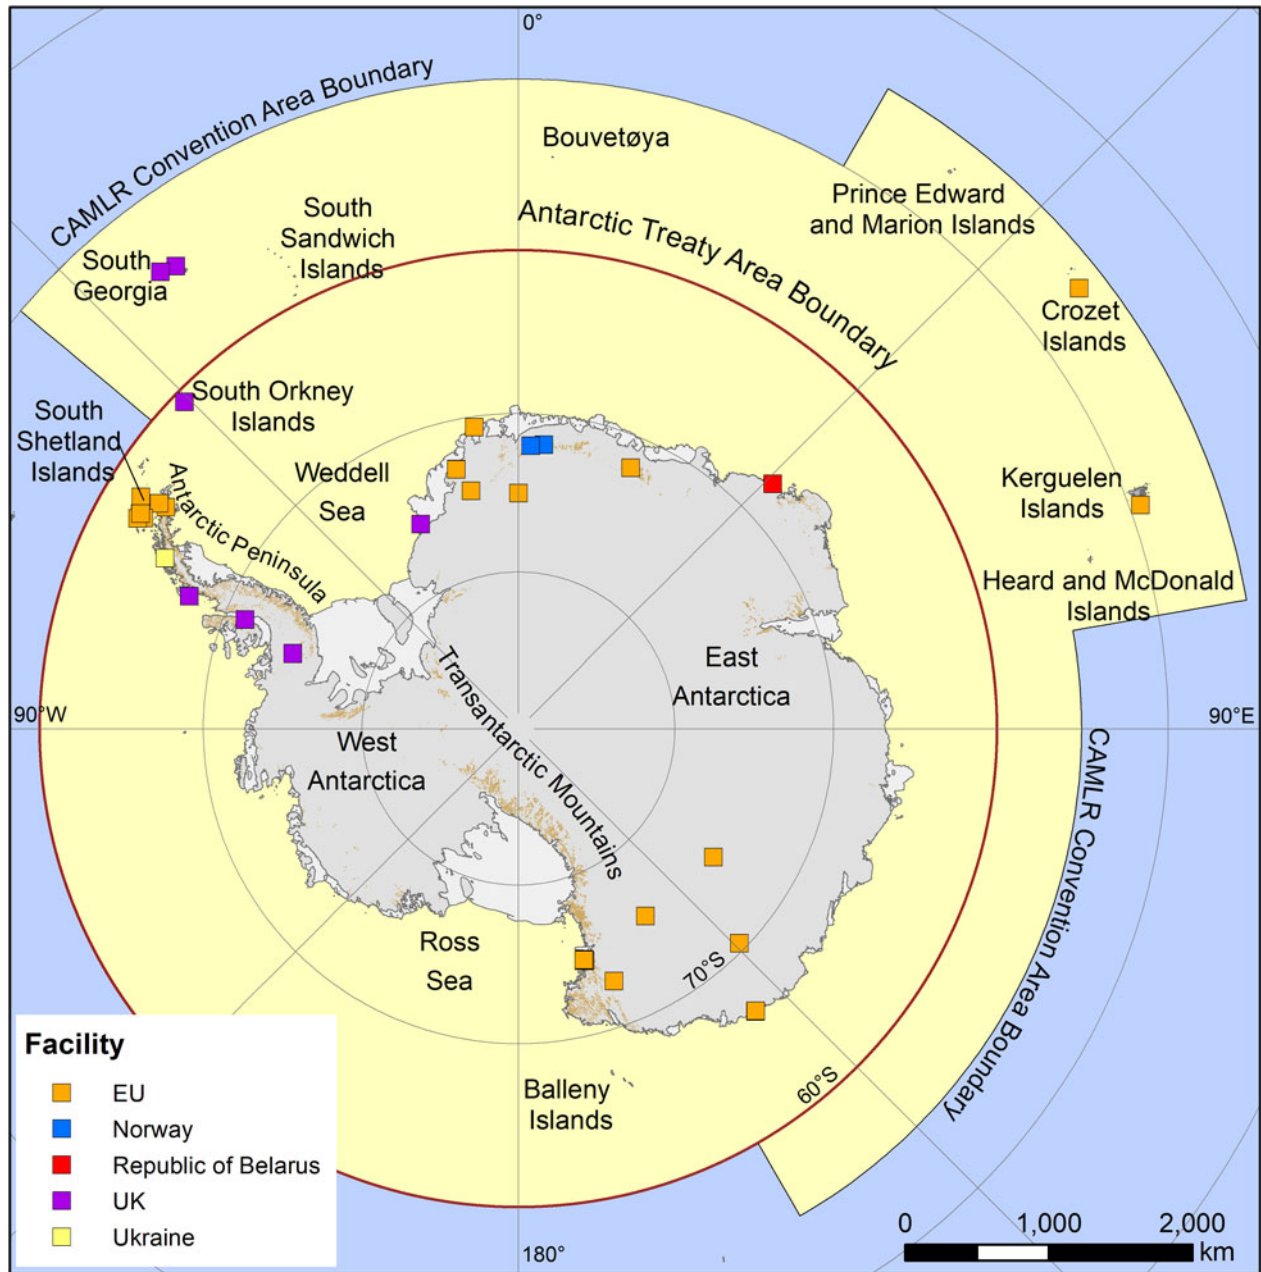 0°
CAMLR Convention Area Boundary
Bouvetøya
Prince Edward
and Marion Islands
South
Sandwich
Islands
Antarctic Treaty Area Boundary
South
Georgia
Crozet
Islands
South Orkney
Islands
South
Shetland
Islands
Weddell
Sea
Antarctic Peninsula
Kerguelen
Islands
Heard and McDonald
Islands
East
Antarctica
Transantarctic Mountains
90°W
90°E
West
Antarctica
CAMLR Convention Area Boundary
Ross
Sea
70°S
60°S
Balleny
Islands
Facility
EU
Norway
Republic of Belarus
UK
Ukraine
180°
0 1,000 2,000
km